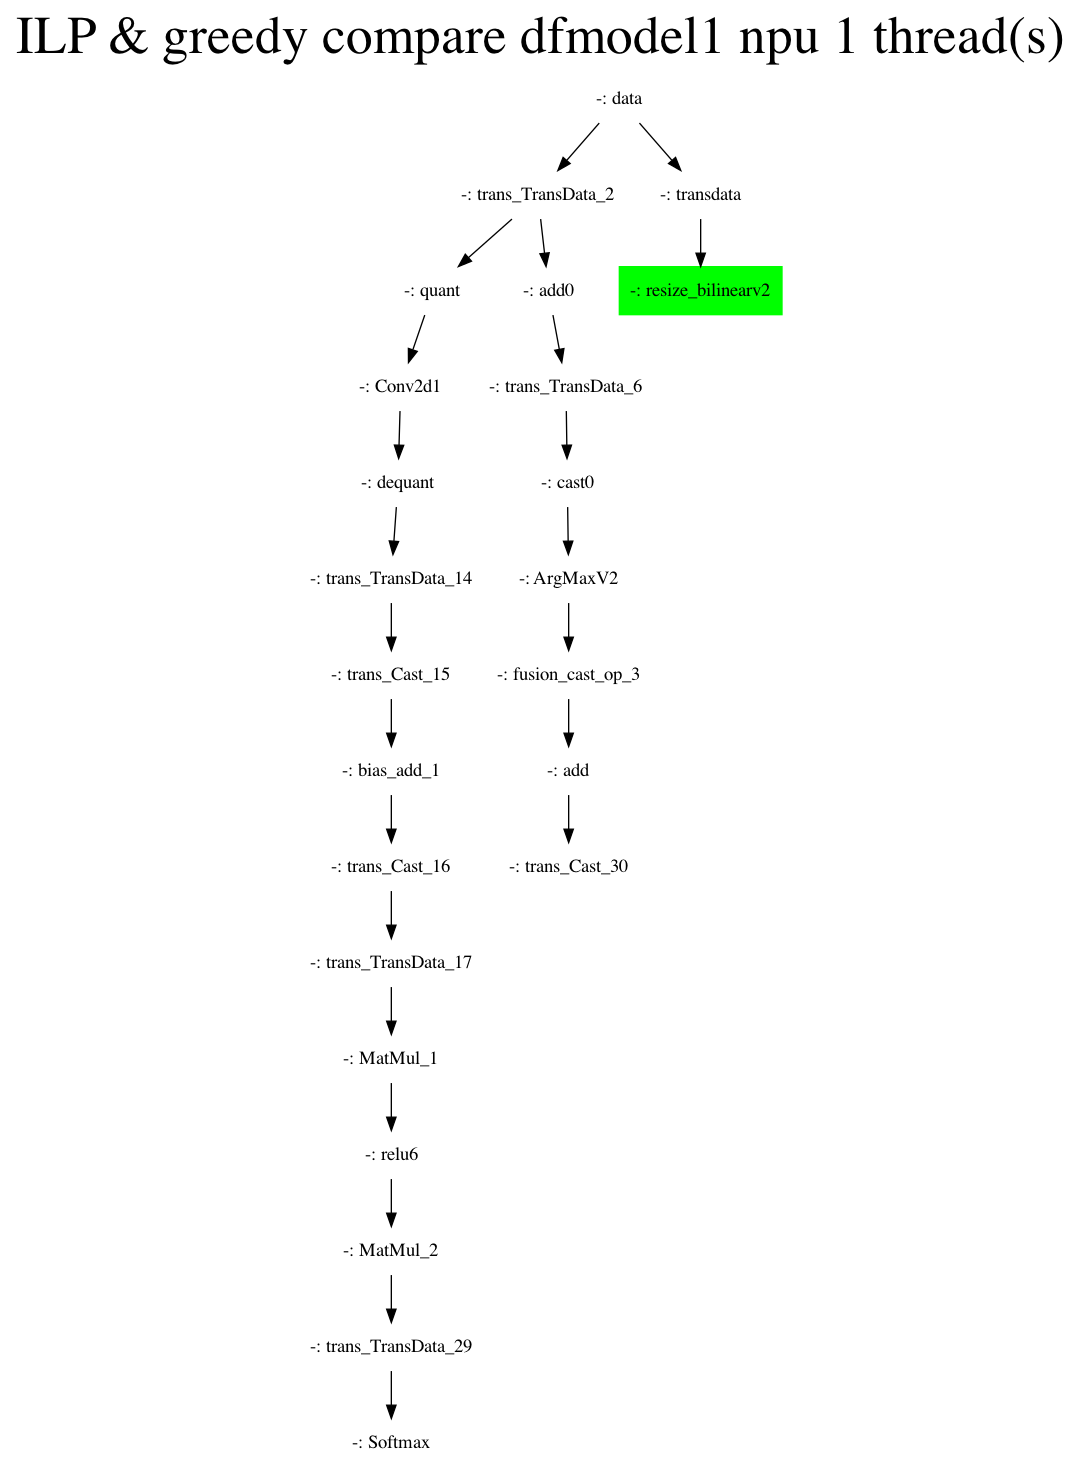 ILP & greedy compare dfmodel1 npu 1 thread(s)
-: data
-: trans_TransData_2
-: transdata
-: quant
-: add0
-: resize_bilinearv2
-: Conv2d1
-: trans_TransData_6
-: dequant
-: cast0
-: trans_TransData_14
-: ArgMaxV2
-: trans_Cast_15
-: fusion_cast_op_3
-: bias_add_1
-: add
-: trans_Cast_16
-: trans_Cast_30
-: trans_TransData_17
-: MatMul_1
-: relu6
-: MatMul_2
-: trans_TransData_29
-: Softmax